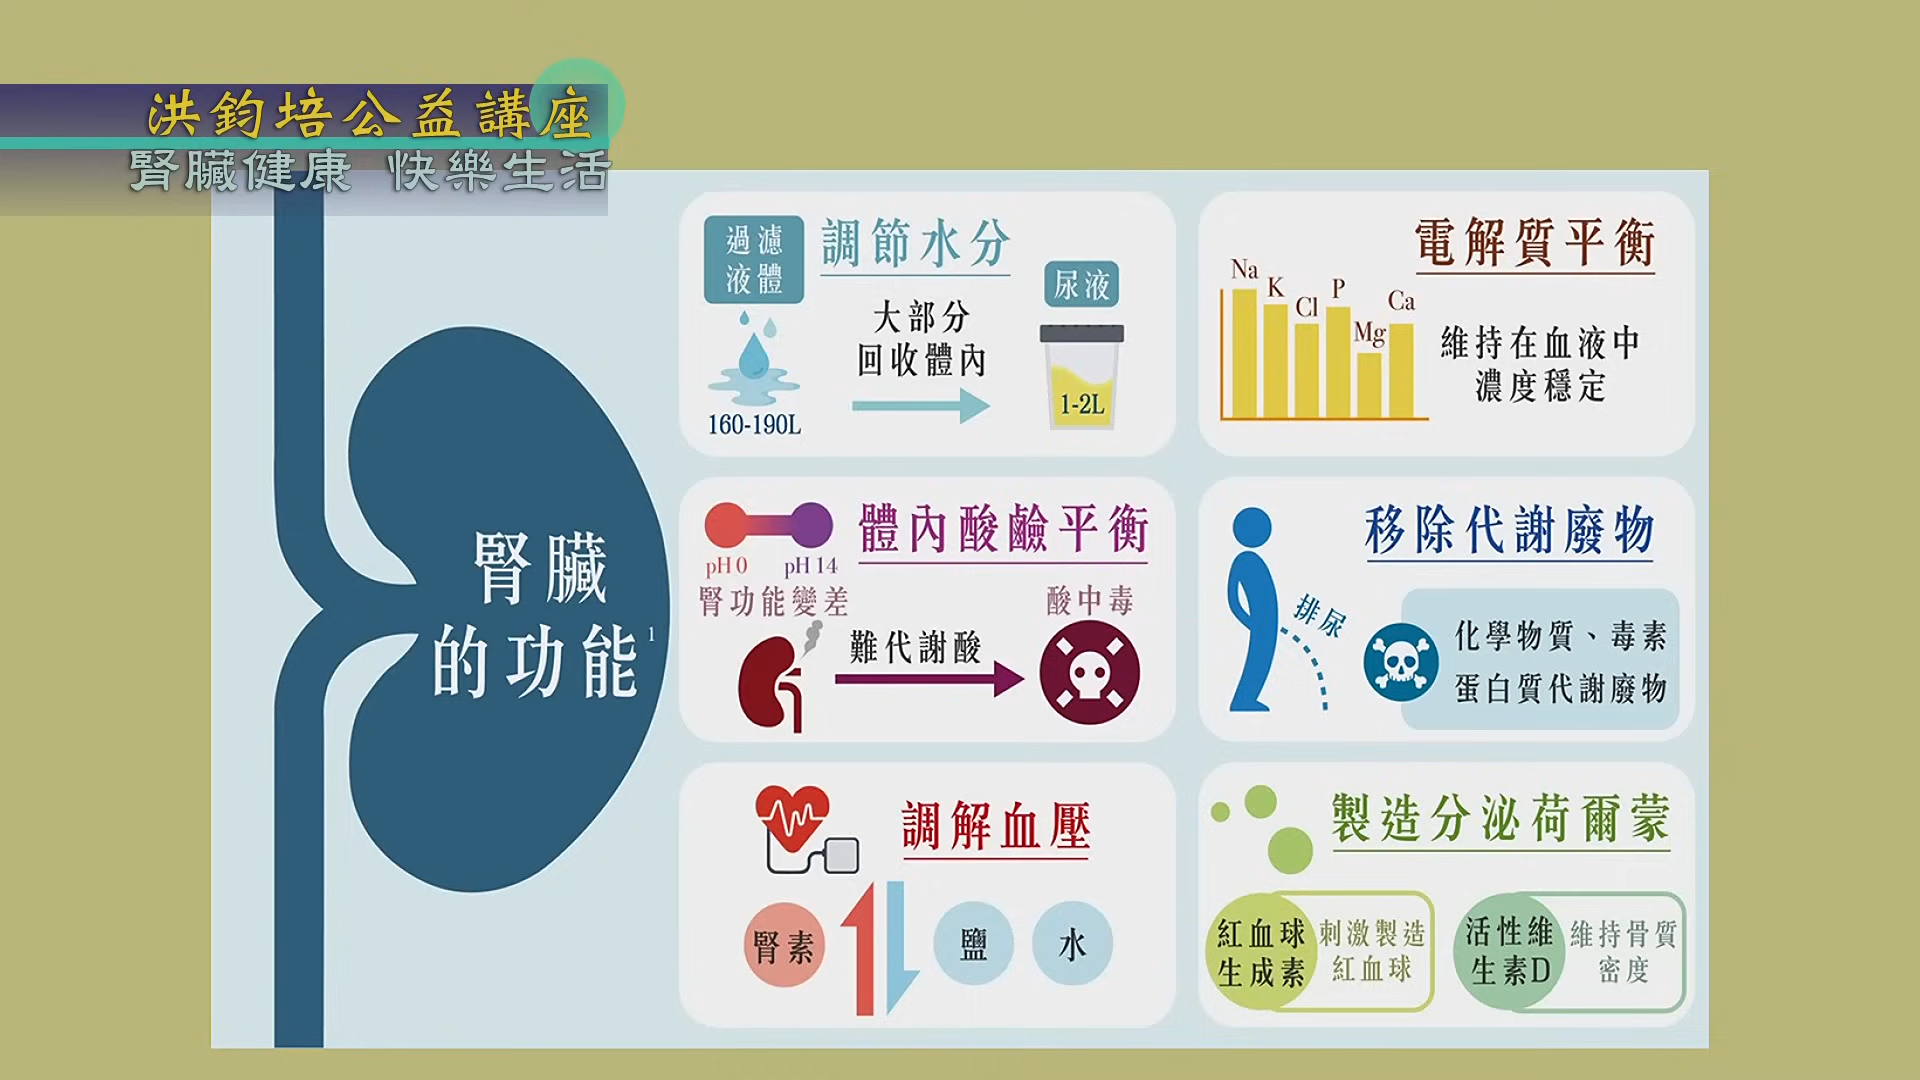 洪鈞培公益講座
腎臟健康 快樂生活
腎臟
的功能1
過濾
液體
調節水分
160-190L
大部分
回收體內
尿液
1-2L
電解質平衡
Na
K
Cl
P
Mg
Ca
維持在血液中
濃度穩定
體內酸鹼平衡
pH 0
pH 14
腎功能變差
難代謝酸
酸中毒
移除代謝廢物
排尿
化學物質、毒素
蛋白質代謝廢物
調解血壓
腎素
鹽
水
製造分泌荷爾蒙
紅血球
生成素
刺激製造
紅血球
活性維
生素D
維持骨質
密度